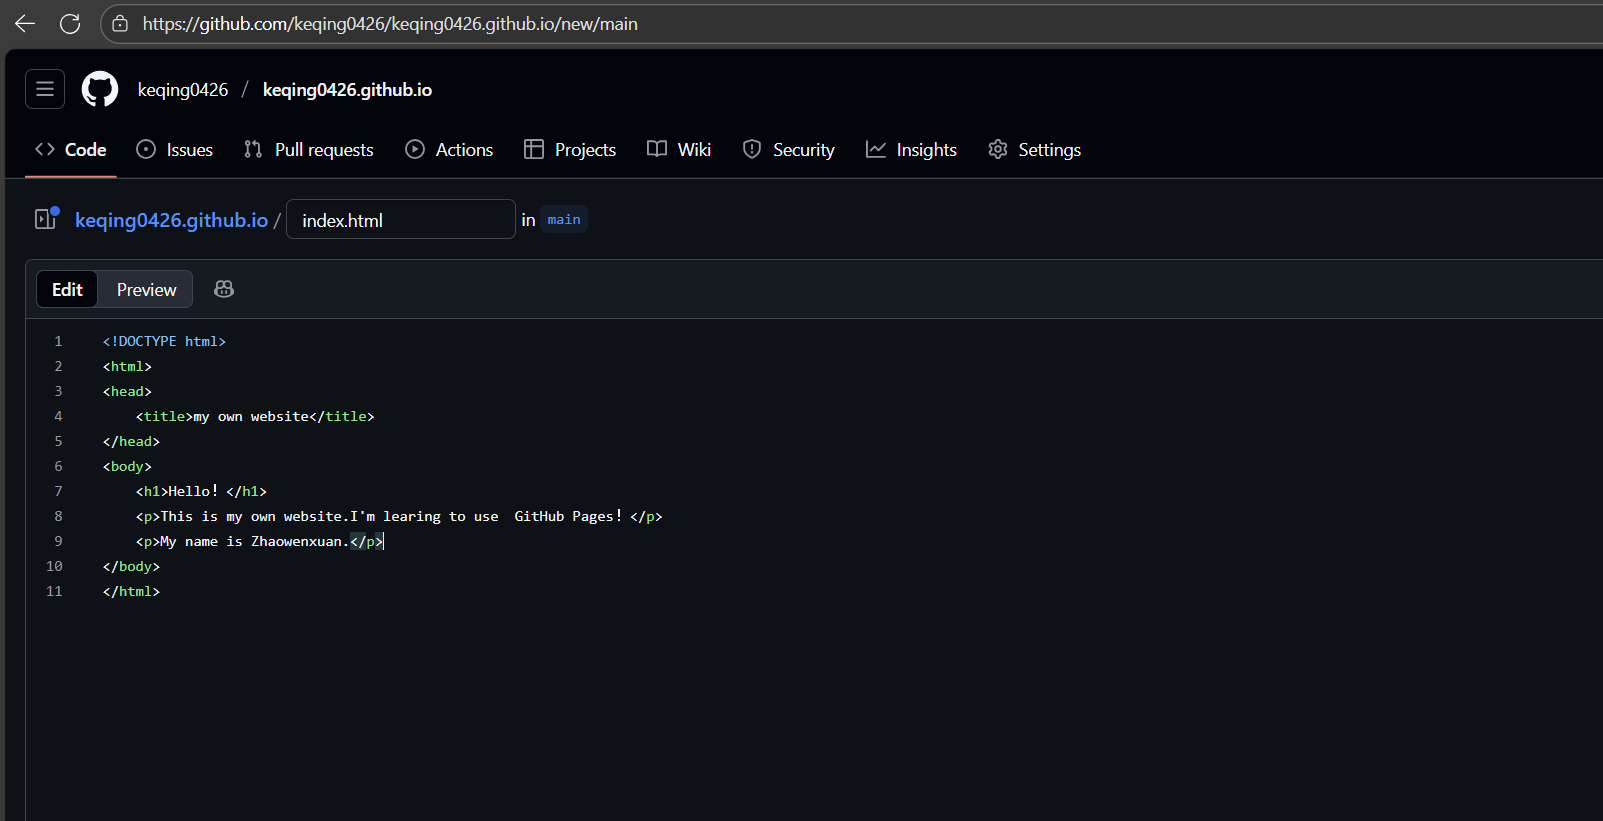 https://github.com/keqing0426/keqing0426.github.io/new/main
keqing0426 / keqing0426.github.io
Code Issues Pull requests Actions Projects Wiki Security Insights Settings
keqing0426.github.io / index.html in main
Edit Preview
1 <!DOCTYPE html>
2 <html>
3 <head>
4     <title>my own website</title>
5 </head>
6 <body>
7     <h1>Hello！</h1>
8     <p>This is my own website.I'm learing to use  GitHub Pages！</p>
9     <p>My name is Zhaowenxuan.</p>
10 </body>
11 </html>